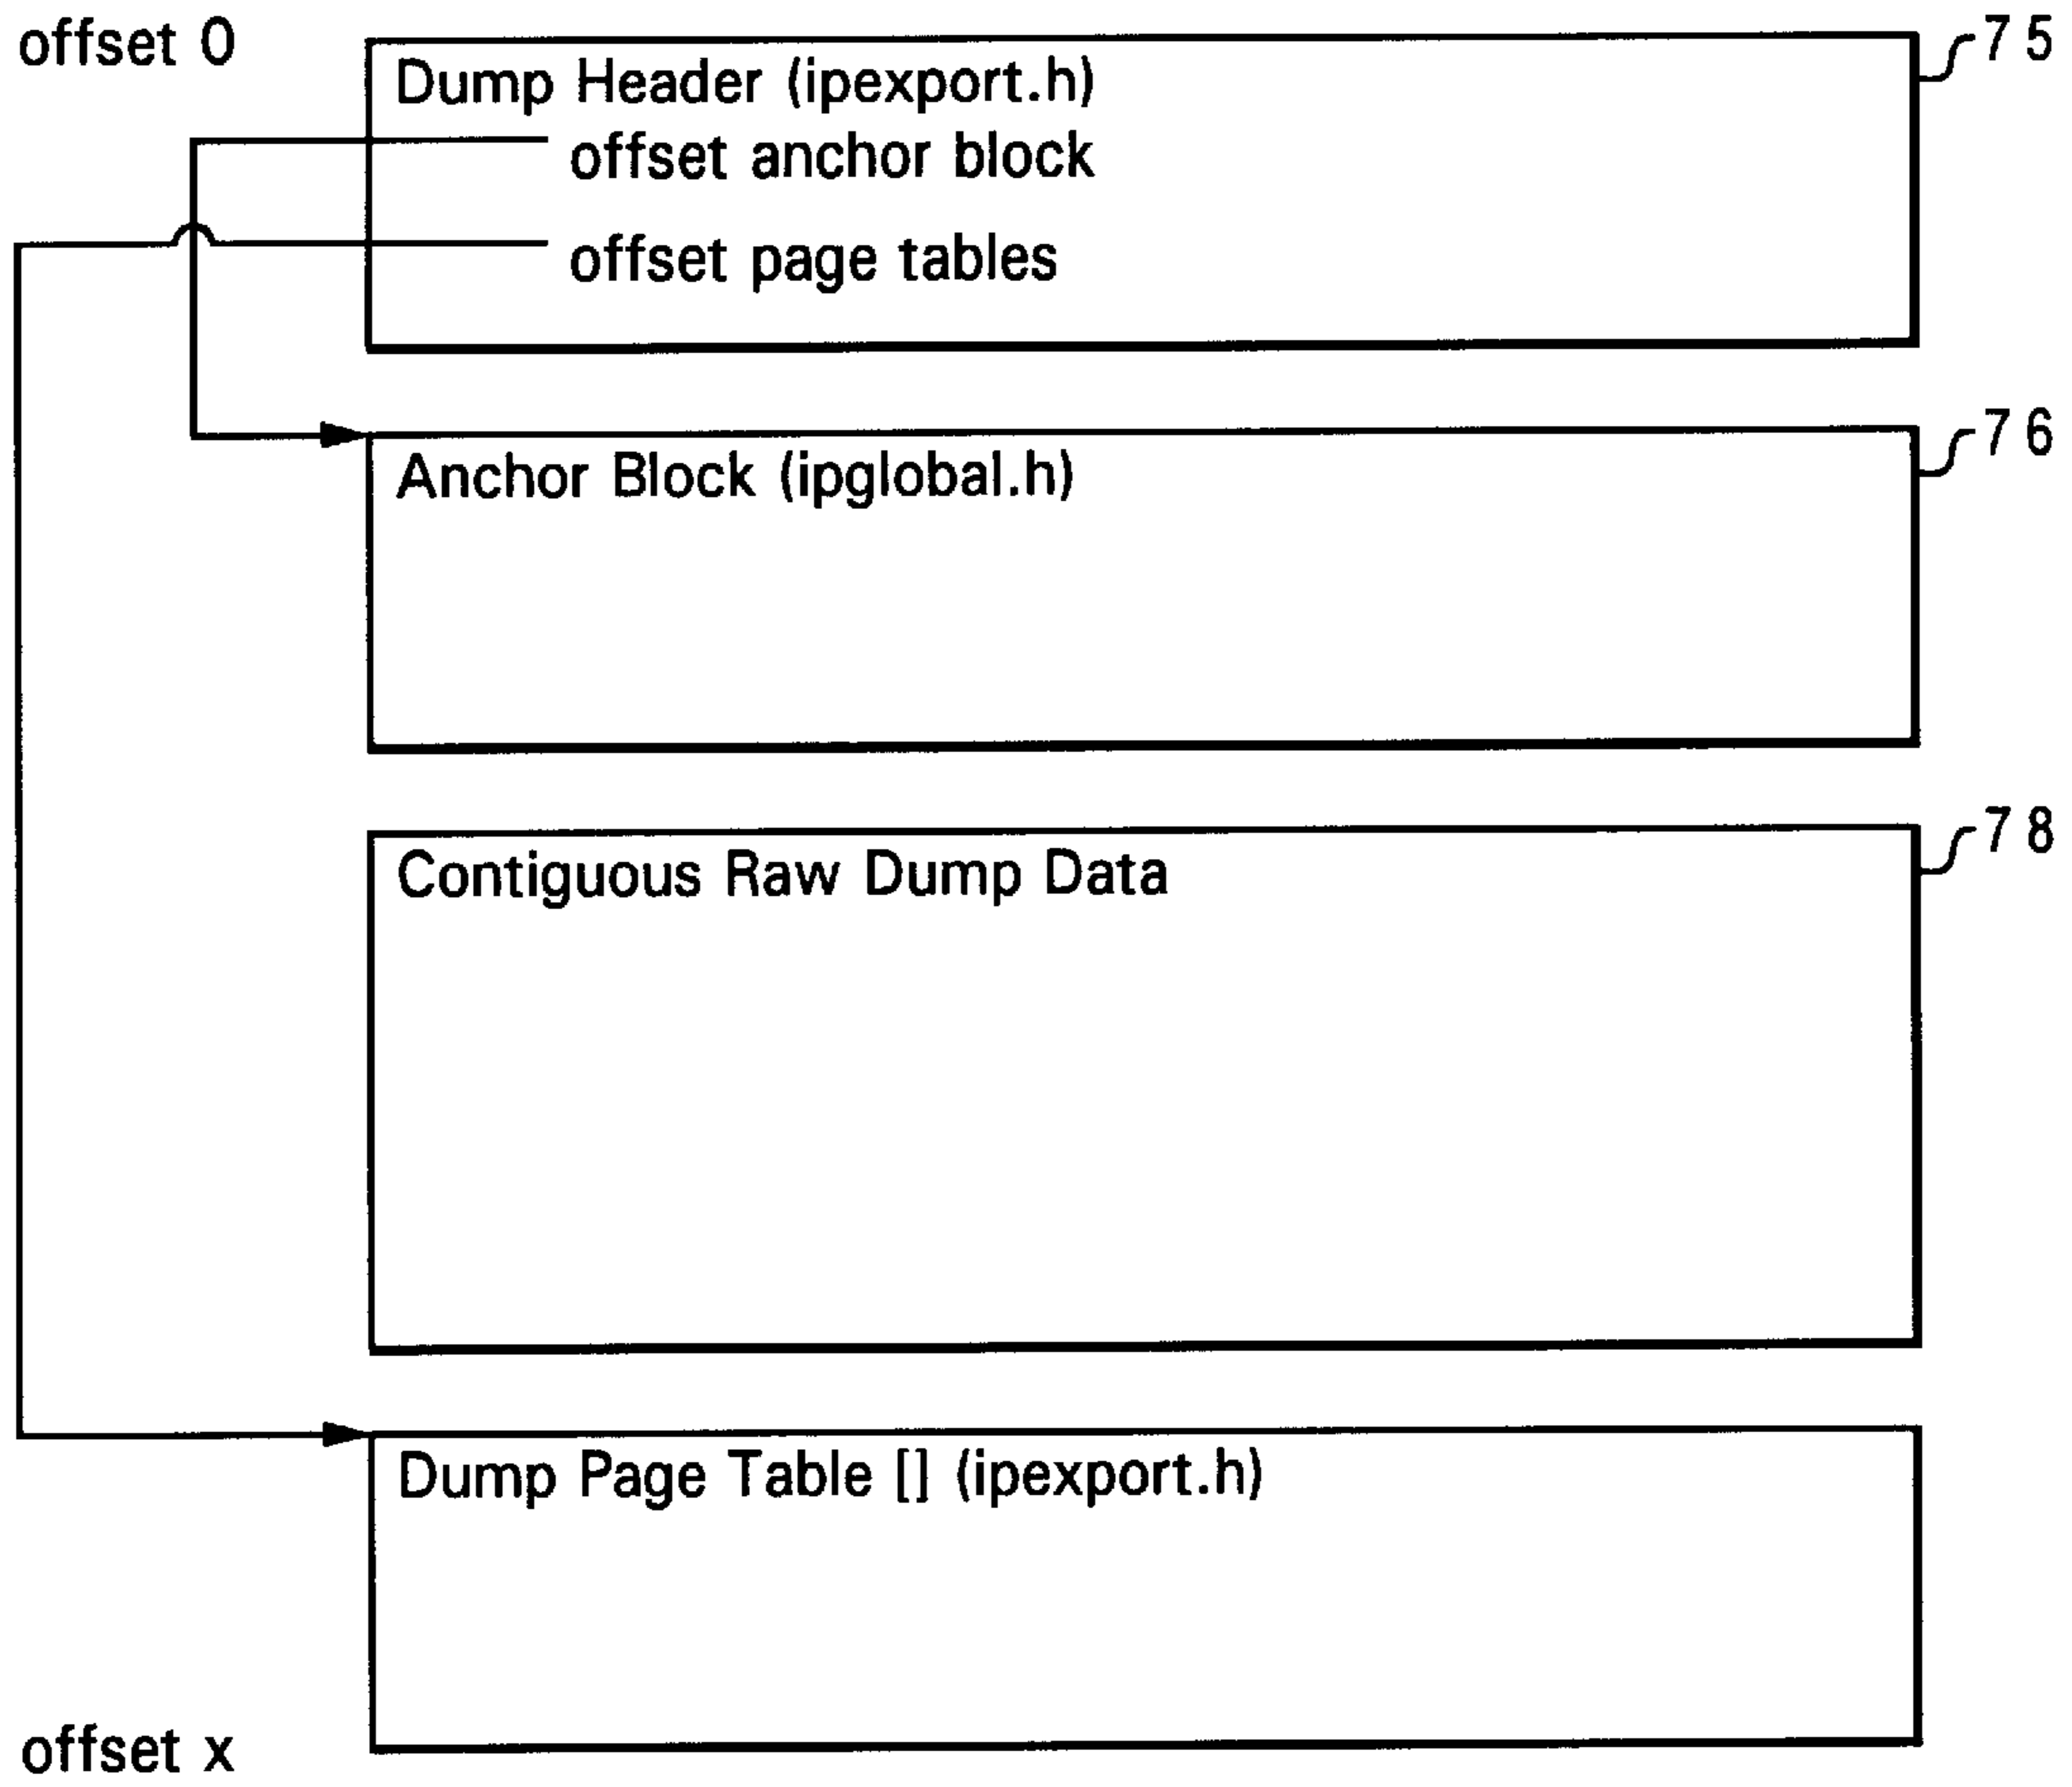 offset 0
75
Dump Header (ipexport.h)
offset anchor block
offset page tables
76
Anchor Block (ipglobal.h)
78
Contiguous Raw Dump Data
Dump Page Table [] (ipexport.h)
offset x